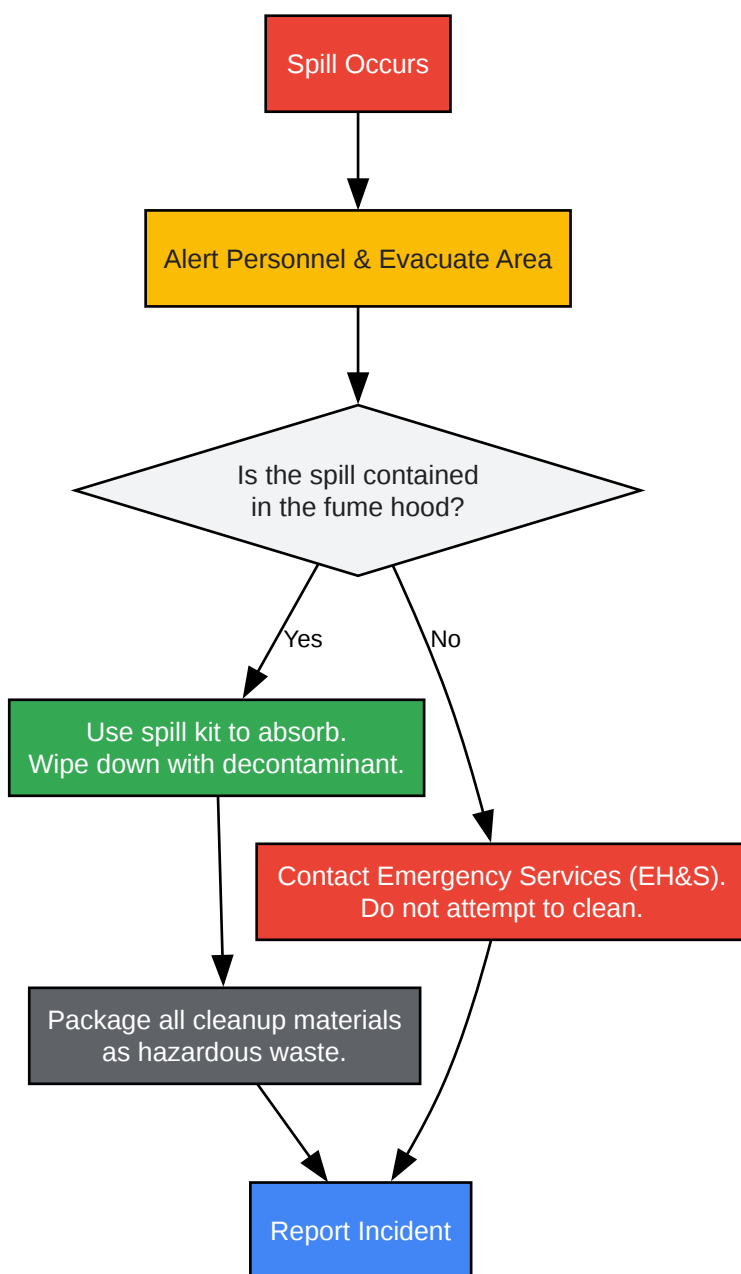 Spill Occurs
Alert Personnel & Evacuate Area
Is the spill contained
in the fume hood?
Yes
No
Use spill kit to absorb.
Wipe down with decontaminant.
Contact Emergency Services (EH&S).
Do not attempt to clean.
Package all cleanup materials
as hazardous waste.
Report Incident